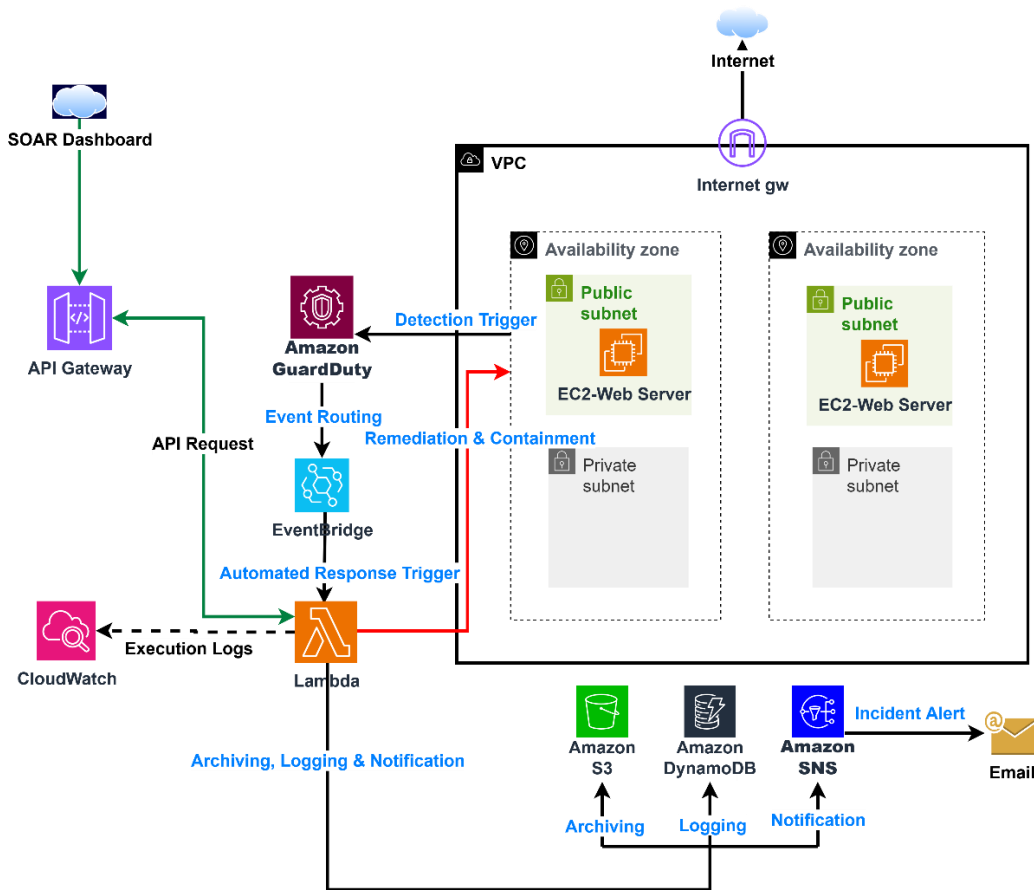 Internet
SOAR Dashboard
VPC
Internet gw
Availability zone
Availability zone
Public
subnet
Public
subnet
Detection Trigger
Amazon
GuardDuty
API Gateway
EC2-Web Server
EC2-Web Server
Event Routing
Remediation & Containment
API Request
Private
subnet
Private
subnet
EventBridge
Automated Response Trigger
Execution Logs
CloudWatch
Lambda
Incident Alert
Archiving, Logging & Notification
Amazon
S3
Amazon
DynamoDB
Amazon
SNS
@
Email
Archiving
Logging
Notification